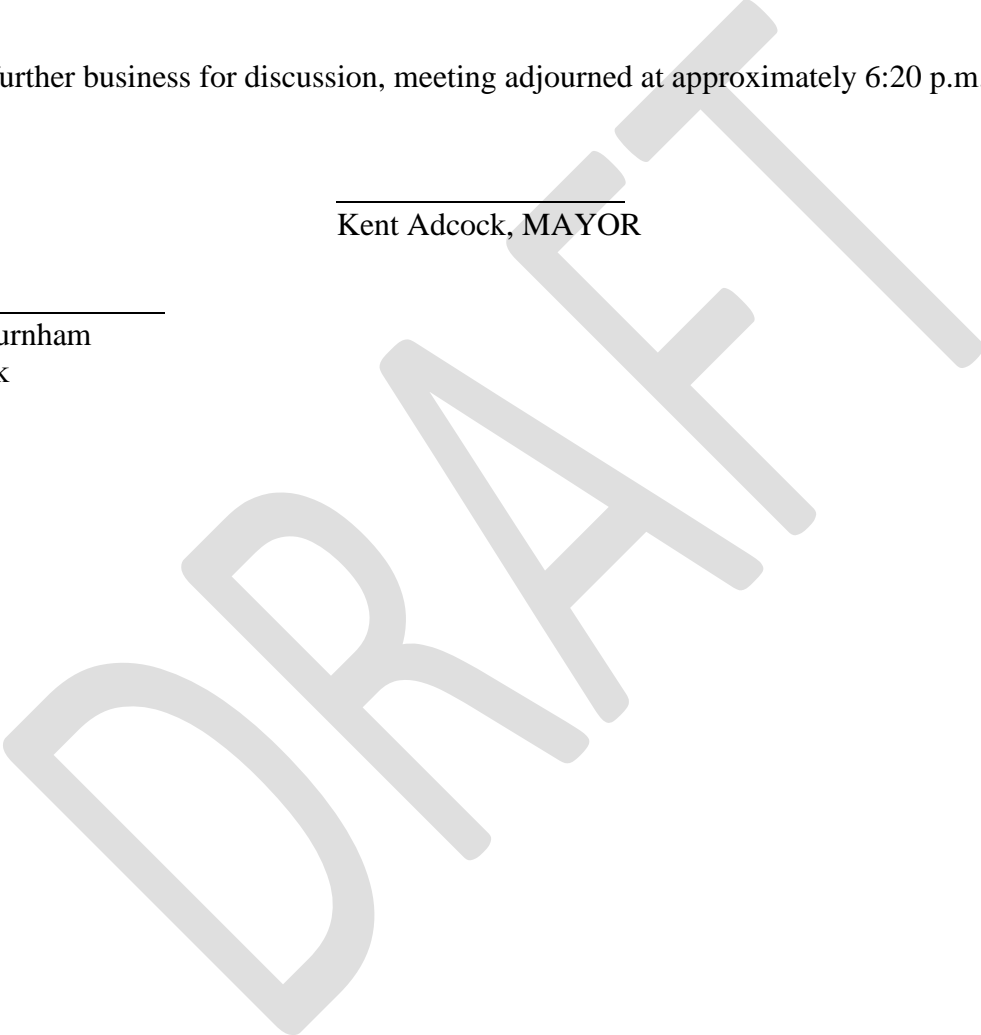 further business for discussion, meeting adjourned at approximately 6:20 p.m.
Kent Adcock, MAYOR
urnham
k
DRAFT